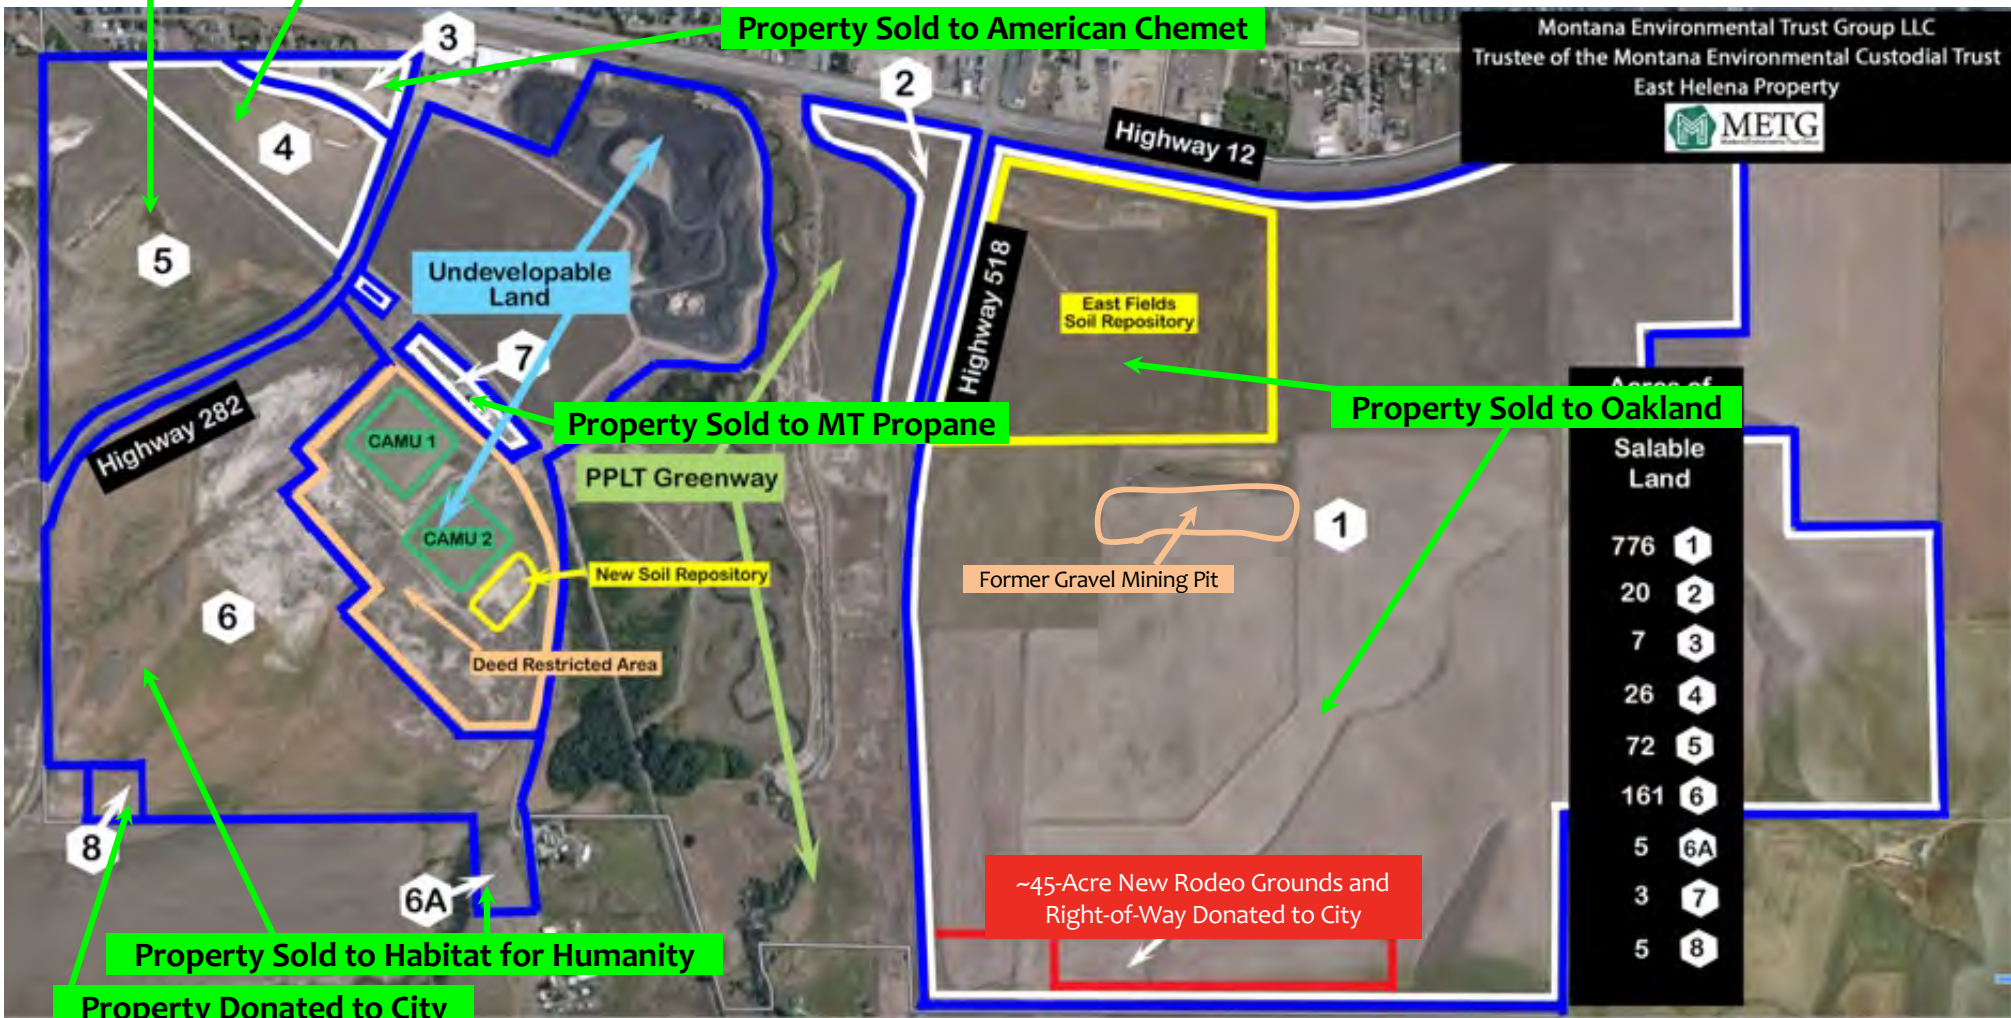 Property Sold to American Chemet
Montana Environmental Trust Group LLC
Trustee of the Montana Environmental Custodial Trust
East Helena Property
METG
3
2
4
Highway 12
5
Undevelopable
Land
Highway 518
East Fields
Soil Repository
7
Highway 282
Property Sold to MT Propane
Property Sold to Oakland
Acres of
Salable
Land
CAMU 1
PPLT Greenway
CAMU 2
1
New Soil Repository
Former Gravel Mining Pit
6
Deed Restricted Area
776 1
20 2
7 3
26 4
72 5
161 6
5 6A
3 7
5 8
8
6A
~45-Acre New Rodeo Grounds and
Right-of-Way Donated to City
Property Sold to Habitat for Humanity
Property Donated to City